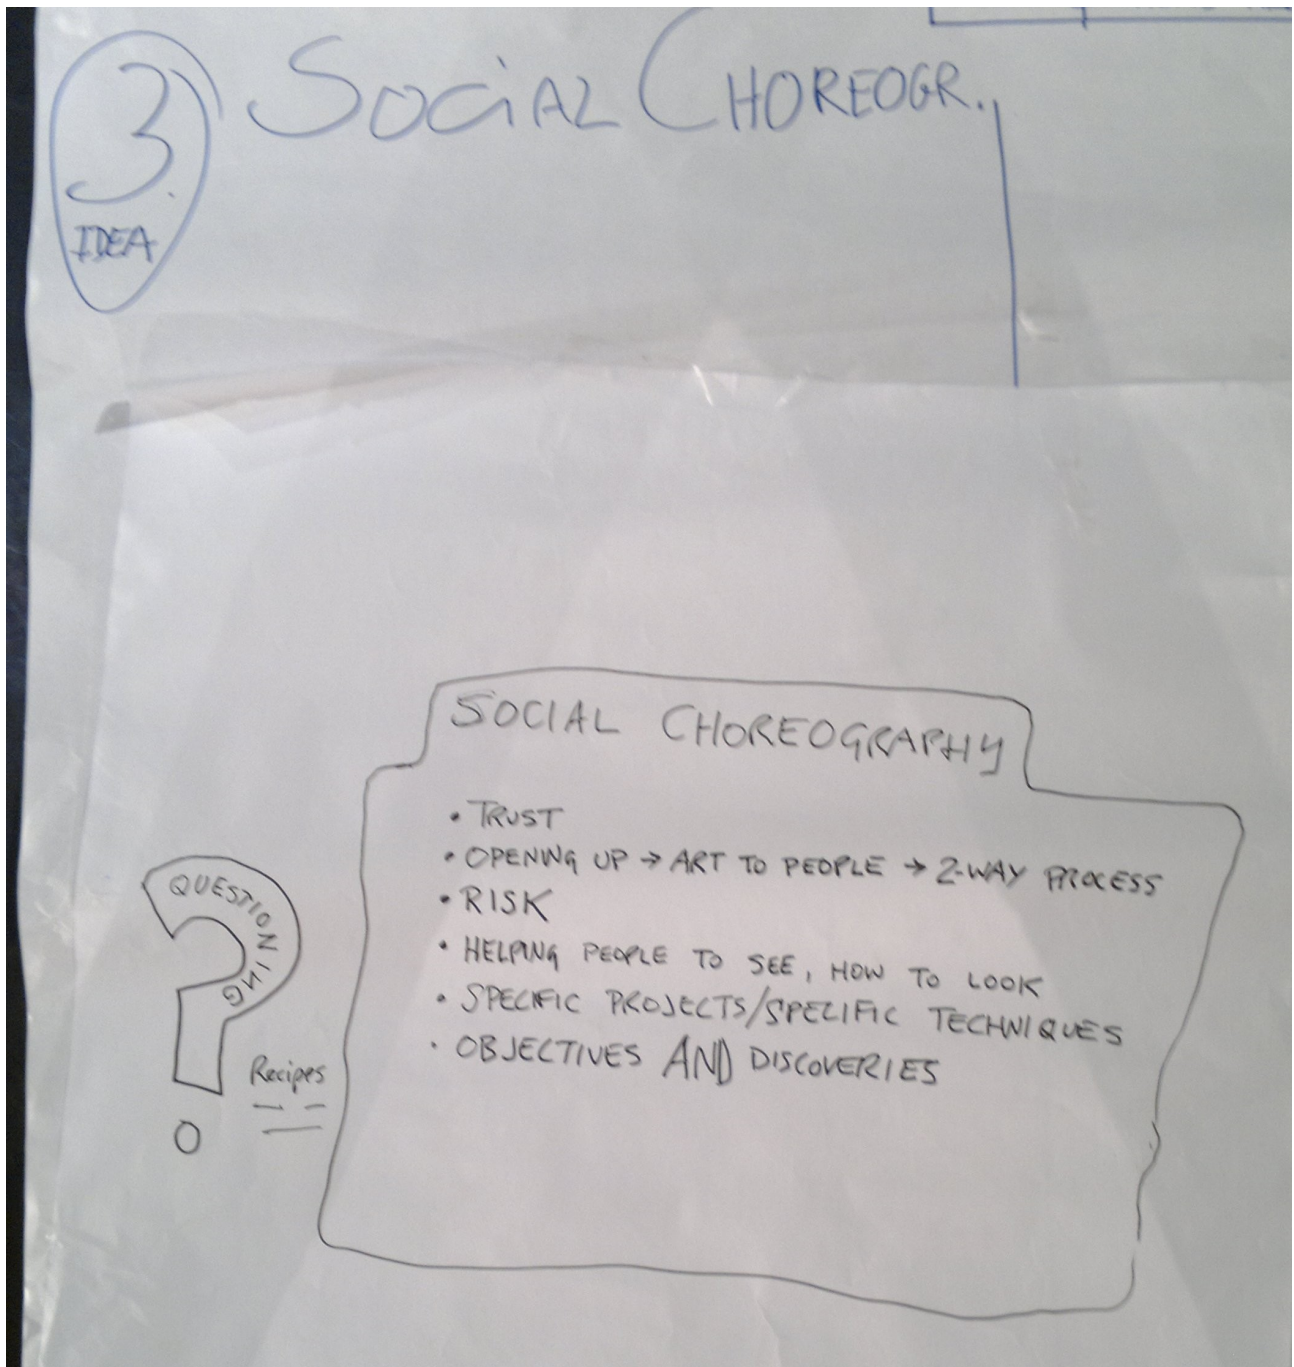 3.
IDEA
SOCiAL CHOREOGR.
SOCIAL CHOREOGRAPHY
• TRUST
• OPENING UP → ART TO PEOPLE → 2-WAY PROCESS
• RISK
• HELPING PEOPLE TO SEE, HOW TO LOOK
• SPECIFIC PROJECTS/SPECIFIC TECHNIQUES
• OBJECTIVES AND DISCOVERIES
QUESTIONING
Recipes